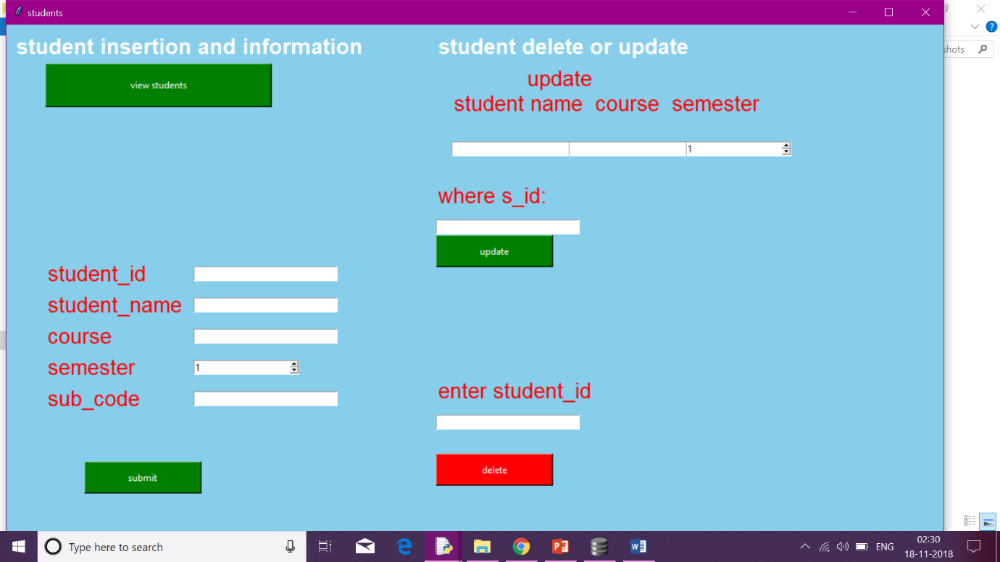 students
shots
student insertion and information
student delete or update
view students
update
student name course semester
1
where s_id:
update
student_id
student_name
course
semester 1
sub_code
enter student_id
submit
delete
Type here to search
ENG
02:30
18-11-2018